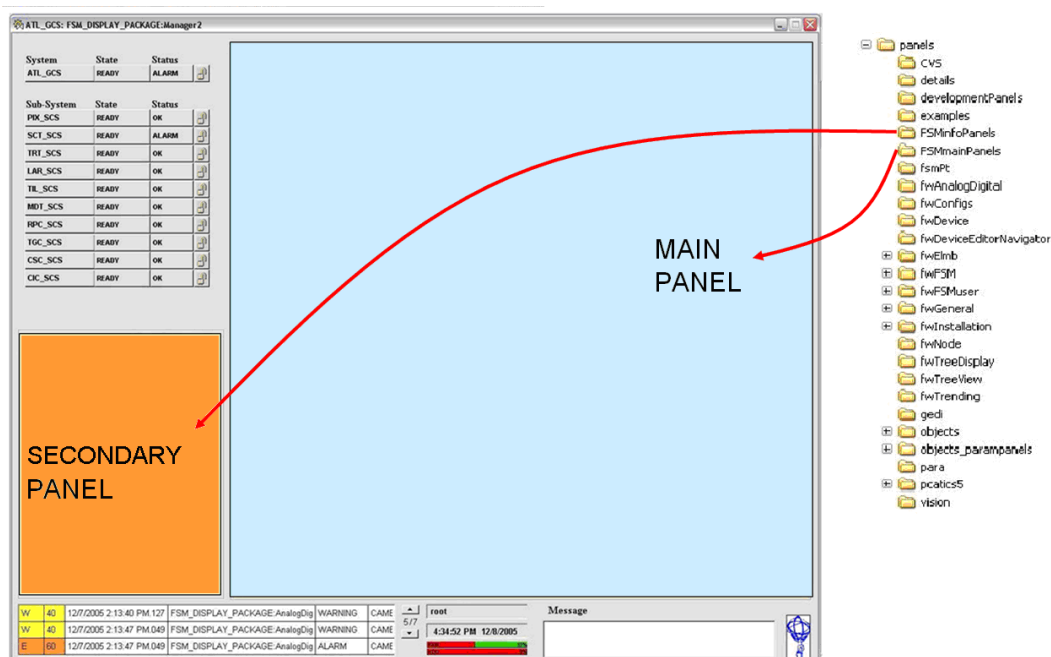 ATL_GCS: FSM_DISPLAY_PACKAGE:Manager2
System State Status
ATL_GCS READY ALARM
Sub-System State Status
PIX_SCS READY OK
SCT_SCS READY ALARM
TRT_SCS READY OK
LAR_SCS READY OK
TIL_SCS READY OK
MDT_SCS READY OK
RPC_SCS READY OK
TGC_SCS READY OK
CSC_SCS READY OK
CIC_SCS READY OK
MAIN
PANEL
SECONDARY
PANEL
W 40 12/7/2005 2:13:40 PM.127 FSM_DISPLAY_PACKAGE:AnalogDig WARNING CAME
W 40 12/7/2005 2:13:47 PM.049 FSM_DISPLAY_PACKAGE:AnalogDig WARNING CAME
E 60 12/7/2005 2:13:47 PM.049 FSM_DISPLAY_PACKAGE:AnalogDig ALARM CAME
5/7
root
4:34:52 PM 12/8/2005
Message
panels
CVS
details
developmentPanels
examples
FSMinfoPanels
FSMmainPanels
fsmPt
fwAnalogDigital
fwConfigs
fwDevice
fwDeviceEditorNavigator
fwElmb
fwFSM
fwFSMuser
fwGeneral
fwInstallation
fwNode
fwTreeDisplay
fwTreeView
fwTrending
gedi
objects
objects_parampanels
para
pcatics5
vision